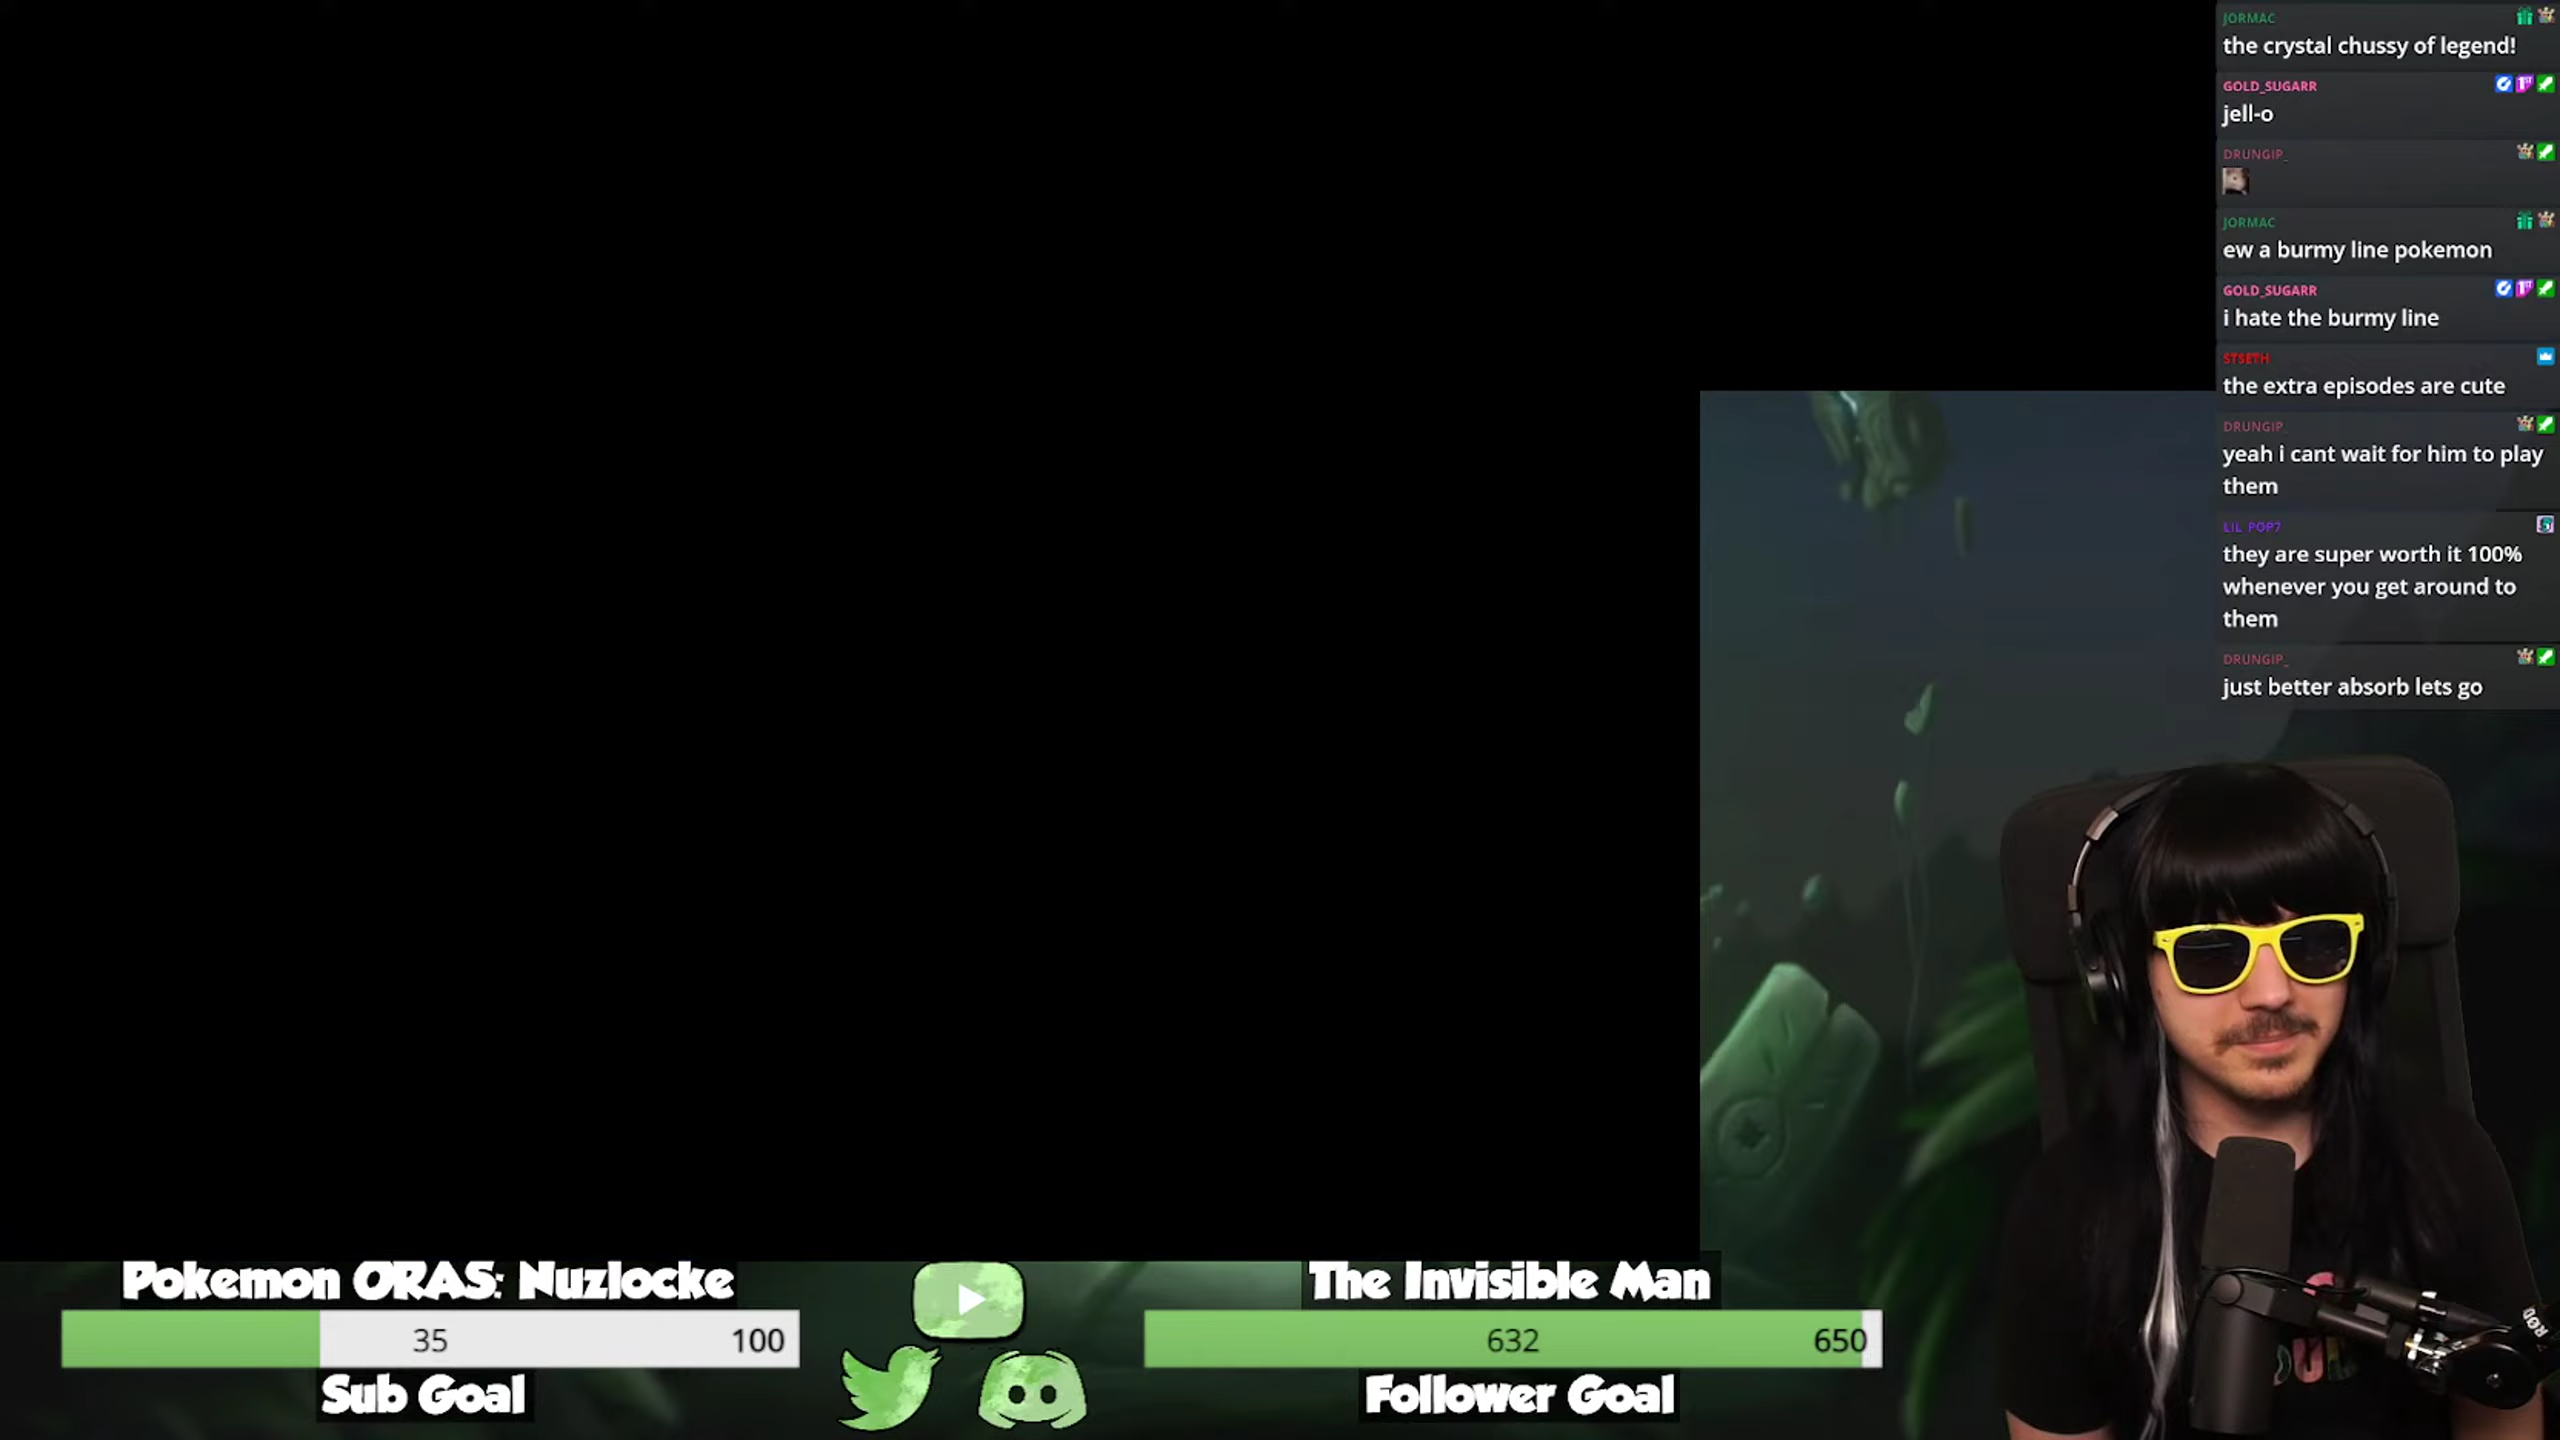 JORMAC
the crystal chussy of legend!
GOLD_SUGARR
jell-o
DRUNGIP_
JORMAC
ew a burmy line pokemon
GOLD_SUGARR
i hate the burmy line
STSETH
the extra episodes are cute
DRUNGIP_
yeah i cant wait for him to play
them
LIL_POP7
they are super worth it 100%
whenever you get around to
them
DRUNGIP_
just better absorb lets go
Pokemon ORAS: Nuzlocke
35
100
Sub Goal
The Invisible Man
632
650
Follower Goal
RØDE